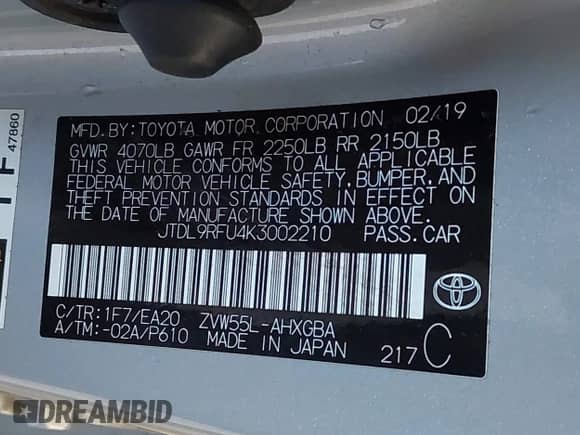 MFD. BY: TOYOTA MOTOR CORPORATION 02/19
GVWR 4070LB GAWR FR 2250LB RR 2150LB
THIS VEHICLE CONFORMS TO ALL APPLICABLE
FEDERAL MOTOR VEHICLE SAFETY, BUMPER, AND
THEFT PREVENTION STANDARDS IN EFFECT ON
THE DATE OF MANUFACTURE SHOWN ABOVE.
JTDL9RFU4K3002210 PASS. CAR
C/TR: 1F7/EA20 ZVW55L-AHXGBA
A/TM: -02A/P610 MADE IN JAPAN 217 C
47860
DREAMBID